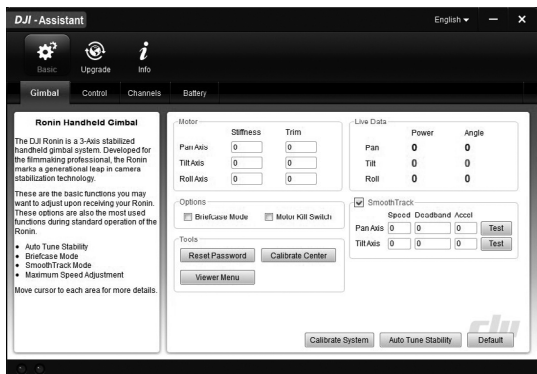 DJI - Assistant
English
Basic
Upgrade
Info
Gimbal
Control
Channels
Battery
Ronin Handheld Gimbal
The DJI Ronin is a 3-Axis stabilized
handheld gimbal system. Developed for
the filmmaking professional, the Ronin
marks a generational leap in camera
stabilization technology.
These are the basic functions you may
want to adjust upon receiving your Ronin.
These options are also the most used
functions during standard operation of the
Ronin.
• Auto Tune Stability
• Briefcase Mode
• SmoothTrack Mode
• Maximum Speed Adjustment
Move cursor to each area for more details.
Motor
Stiffness Trim
Pan Axis 0 0
Tilt Axis 0 0
Roll Axis 0 0
Options
Briefcase Mode Motor Kill Switch
Tools
Reset Password Calibrate Center
Viewer Menu
Live Data
Power Angle
Pan 0 0
Tilt 0 0
Roll 0 0
SmoothTrack
Speed Deadband Accel
Pan Axis 0 0 0 Test
Tilt Axis 0 0 0 Test
dji
Calibrate System Auto Tune Stability Default